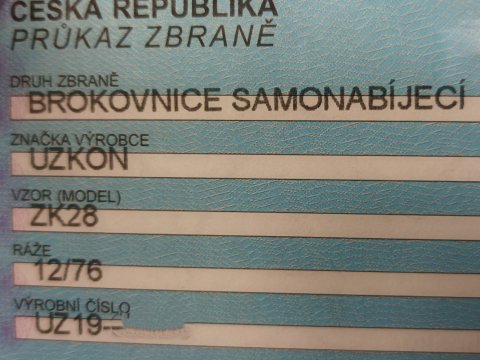 ČESKÁ REPUBLIKA
PRŮKAZ ZBRANĚ
DRUH ZBRANĚ
BROKOVNICE SAMONABÍJECÍ
ZNAČKA VÝROBCE
UZKON
VZOR (MODEL)
ZK28
RÁŽE
12/76
VÝROBNÍ ČÍSLO
UZ19-